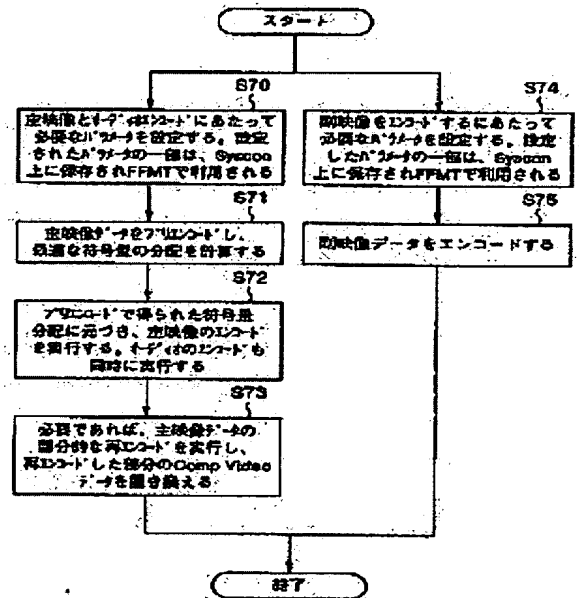 スタート
S70
主映像とオーディオエンコードにあたって
必要なパラメータを設定する。設定
されたパラメータの一部は、Syscon
上に保存されFFMTで利用される
S74
副映像をエンコードするにあたって
必要なパラメータを設定する。設定
したパラメータの一部は、Syscon
上に保存されFFMTで利用される
S71
主映像データをプリエンコードし、
最適な符号量の分配を計算する
S75
副映像データをエンコードする
S72
プリエンコードで得られた符号量
分配に元づき、主映像のエンコード
を実行する。オーディオのエンコードも
同時に実行する
S73
必要であれば、主映像データの
部分的な再エンコードを実行し、
再エンコードした部分のComp Video
データを置き換える
終了